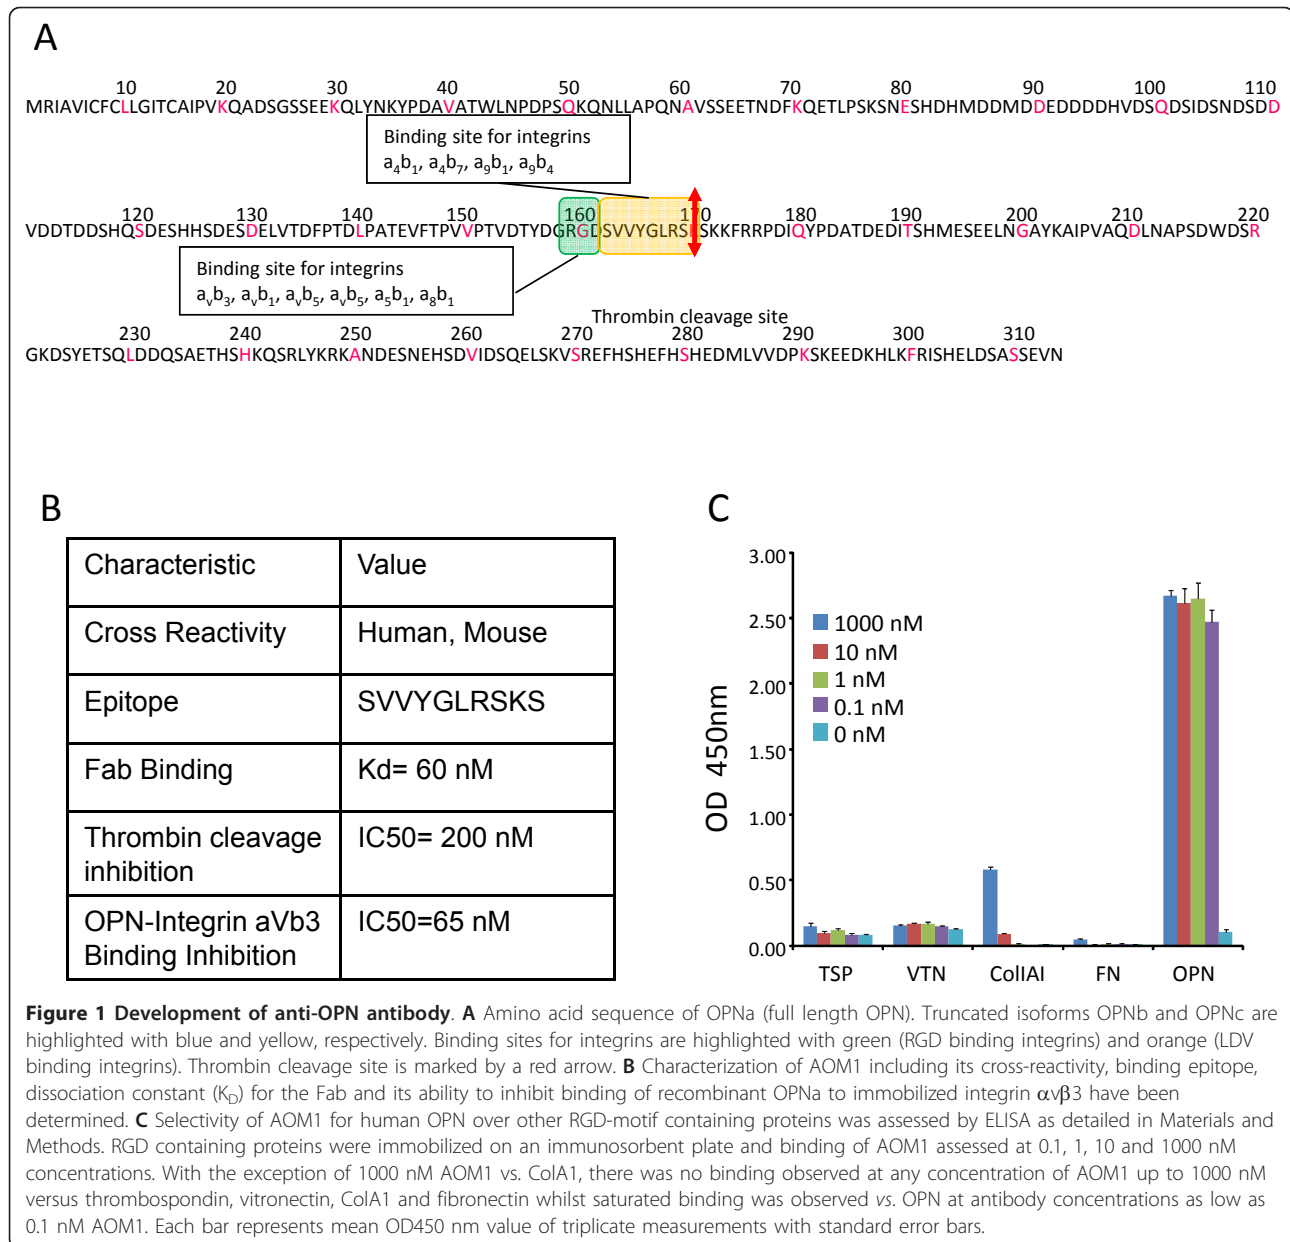 A
10 20 30 40 50 60 70 80 90 100 110
MRIAVICFCLLGITCAIPVKQADSGSSEEKQLYNKYPDAVATWLNPDPSQKQNLLAPQNAVSSEETNDFKQETLPSKSNESHDHMDDMDDEDDDDHVDSQDSIDSNDSDD
Binding site for integrins
a4b1, a4b7, a9b1, a9b4
120 130 140 150 160 170 180 190 200 210 220
VDDTDDSHQSDESHHSDESDELVTDFPTDLPATEVFTPVVPTVDTYDGRGDSVVYGLRSKSKKFRRPDIQYPDATDEDITSHMESEELNGAYKAIPVAQDLNAPSDWDSR
Binding site for integrins
avb3, avb1, avb5, avb5, a5b1, a8b1
Thrombin cleavage site
230 240 250 260 270 280 290 300 310
GKDSYETSQLDDQSAETHSHKQSRLYKRKANDESNEHSDVIDSQELSKVSREFHSHEFHSHEDMLVVDPKSKEEDKHLKFRISHELDSASSEVN
B
Characteristic Value
Cross Reactivity Human, Mouse
Epitope SVVYGLRSKS
Fab Binding Kd= 60 nM
Thrombin cleavage IC50= 200 nM
inhibition
OPN-Integrin aVb3 IC50=65 nM
Binding Inhibition
C
3.00
2.50
2.00
1.50
1.00
0.50
0.00
OD 450nm
1000 nM
10 nM
1 nM
0.1 nM
0 nM
TSP VTN ColIAI FN OPN
Figure 1 Development of anti-OPN antibody. A Amino acid sequence of OPNa (full length OPN). Truncated isoforms OPNb and OPNc are
highlighted with blue and yellow, respectively. Binding sites for integrins are highlighted with green (RGD binding integrins) and orange (LDV
binding integrins). Thrombin cleavage site is marked by a red arrow. B Characterization of AOM1 including its cross-reactivity, binding epitope,
dissociation constant (KD) for the Fab and its ability to inhibit binding of recombinant OPNa to immobilized integrin αvβ3 have been
determined. C Selectivity of AOM1 for human OPN over other RGD-motif containing proteins was assessed by ELISA as detailed in Materials and
Methods. RGD containing proteins were immobilized on an immunosorbent plate and binding of AOM1 assessed at 0.1, 1, 10 and 1000 nM
concentrations. With the exception of 1000 nM AOM1 vs. ColA1, there was no binding observed at any concentration of AOM1 up to 1000 nM
versus thrombospondin, vitronectin, ColA1 and fibronectin whilst saturated binding was observed vs. OPN at antibody concentrations as low as
0.1 nM AOM1. Each bar represents mean OD450 nm value of triplicate measurements with standard error bars.